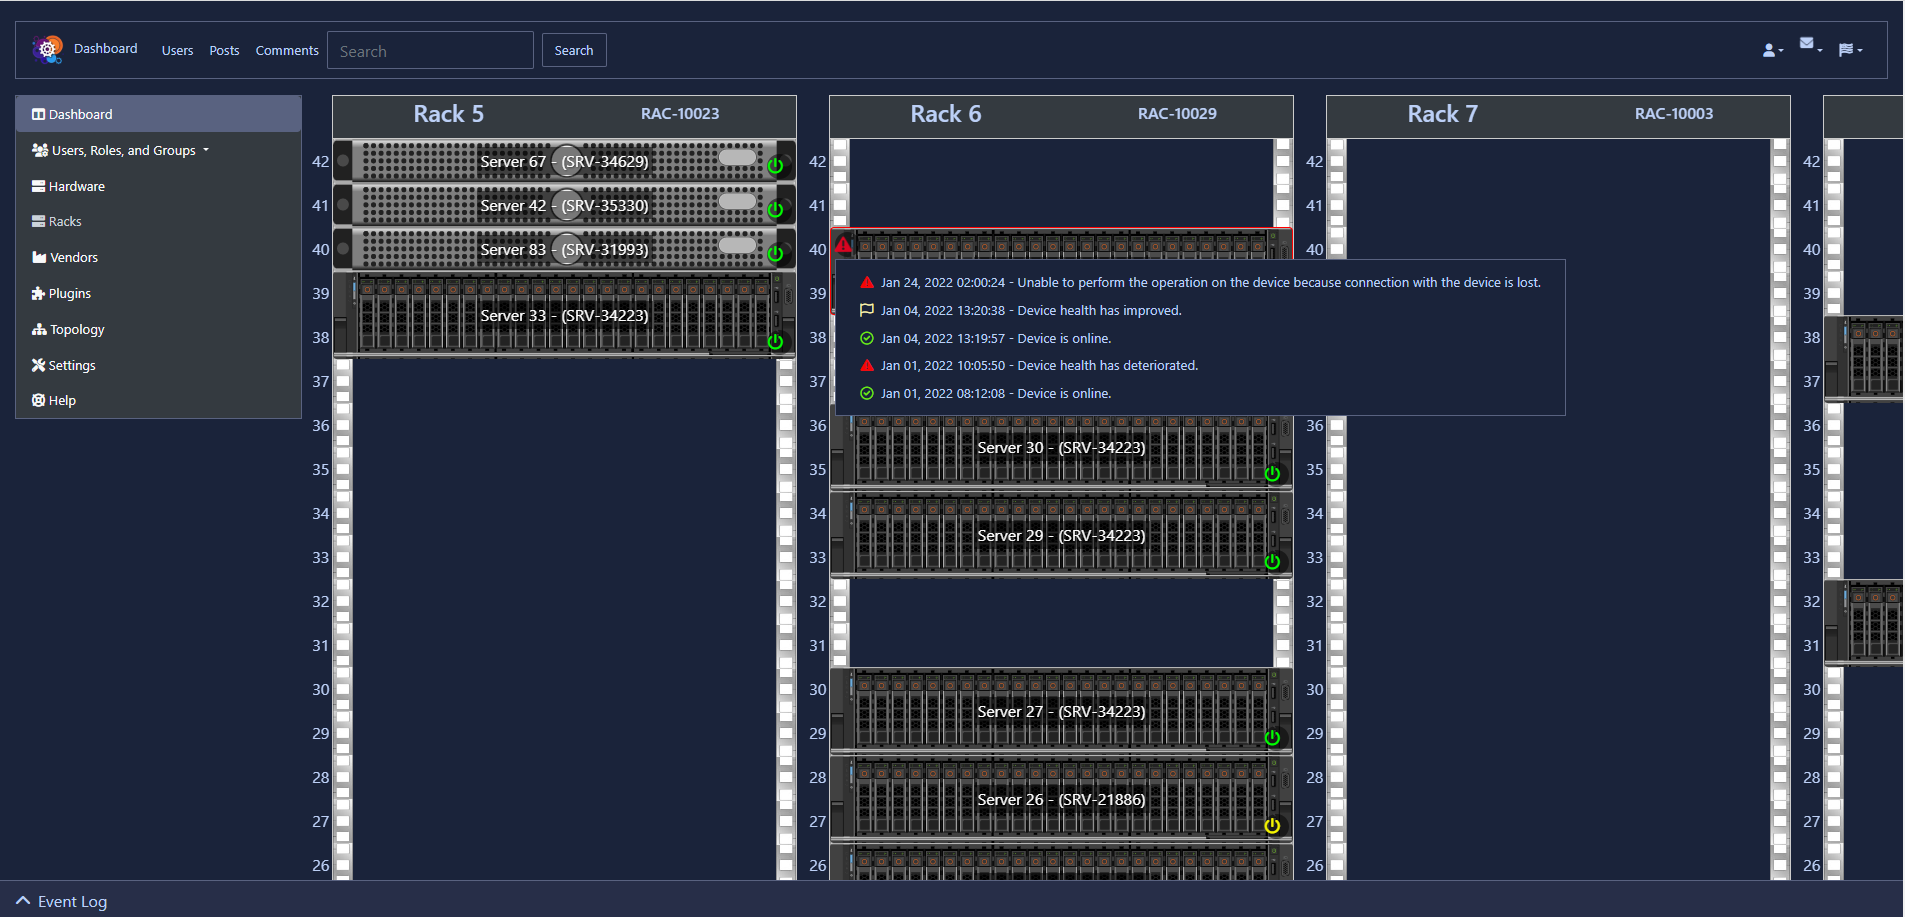 Dashboard Users Posts Comments Search Search
Dashboard
Users, Roles, and Groups
Hardware
Racks
Vendors
Plugins
Topology
Settings
Help
Rack 5 RAC-10023
42 Server 67 - (SRV-34629)
41 Server 42 - (SRV-35330)
40 Server 83 - (SRV-31993)
39
Server 33 - (SRV-34223)
38
37
36
35
34
33
32
31
30
29
28
27
26
Rack 6 RAC-10029
42
41
40
39
38
37
Jan 24, 2022 02:00:24 - Unable to perform the operation on the device because connection with the device is lost.
Jan 04, 2022 13:20:38 - Device health has improved.
Jan 04, 2022 13:19:57 - Device is online.
Jan 01, 2022 10:05:50 - Device health has deteriorated.
Jan 01, 2022 08:12:08 - Device is online.
36
Server 30 - (SRV-34223)
35
34
Server 29 - (SRV-34223)
33
32
31
30
Server 27 - (SRV-34223)
29
28
Server 26 - (SRV-21886)
27
26
Rack 7 RAC-10003
42
41
40
36
35
34
33
32
31
30
29
28
27
26
42
41
40
39
38
37
36
35
34
33
32
31
30
29
28
27
26
Event Log